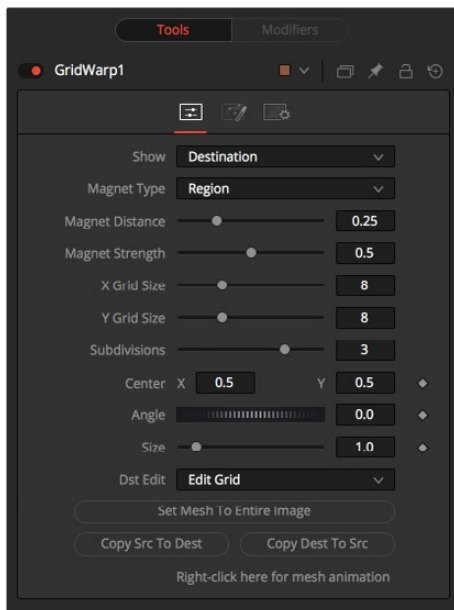 Tools Modifiers
GridWarp1
Show Destination
Magnet Type Region
Magnet Distance 0.25
Magnet Strength 0.5
X Grid Size 8
Y Grid Size 8
Subdivisions 3
Center X 0.5 Y 0.5
Angle 0.0
Size 1.0
Dst Edit Edit Grid
Set Mesh To Entire Image
Copy Src To Dest Copy Dest To Src
Right-click here for mesh animation